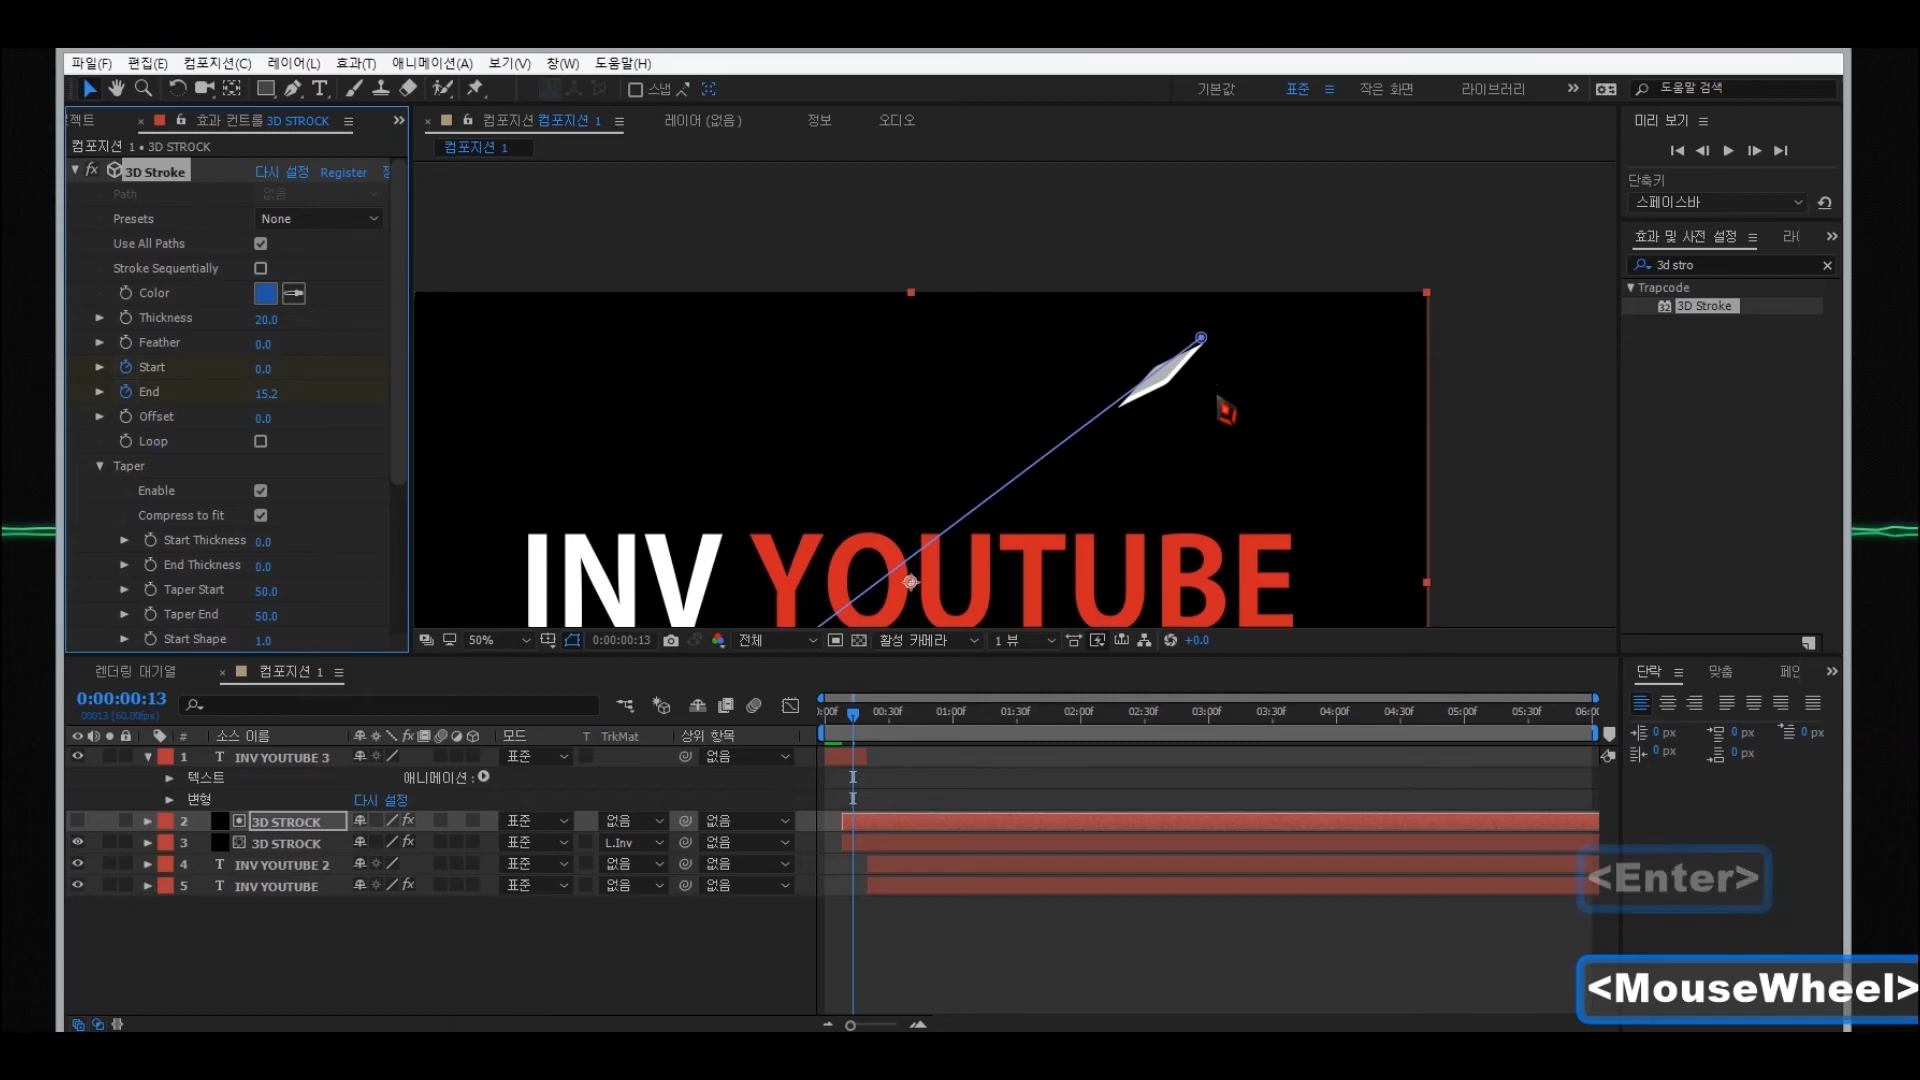 파일(F) 편집(E) 컴포지션(C) 레이어(L) 효과(T) 애니메이션(A) 보기(V) 창(W) 도움말(H)
스냅 기본값 표준 작은 화면 라이브러리 도움말 검색
젝트 효과 컨트롤 3D STROCK 컴포지션 컴포지션 1 레이어 (없음) 정보 오디오 미리 보기
컴포지션 1 • 3D STROCK 컴포지션 1
3D Stroke 다시 설정 Register 정
Path 없음
Presets None
Use All Paths
Stroke Sequentially
Color
Thickness 20.0
Feather 0.0
Start 0.0
End 15.2
Offset 0.0
Loop
Taper
Enable
Compress to fit
Start Thickness 0.0
End Thickness 0.0
Taper Start 50.0
Taper End 50.0
Start Shape 1.0
INV YOUTUBE
50% 0:00:00:13 전체 활성 카메라 1 뷰 +0.0
단축키
스페이스바
효과 및 사전 설정
3d stro
Trapcode
32 3D Stroke
렌더링 대기열 컴포지션 1
0:00:00:13
00013 (60.00fps)
:00f 00:30f 01:00f 01:30f 02:00f 02:30f 03:00f 03:30f 04:00f 04:30f 05:00f 05:30f 06:0
# 소스 이름 fx 모드 T TrkMat 상위 항목
1 T INV YOUTUBE 3 표준 없음
텍스트 애니메이션 :
변형 다시 설정
2 3D STROCK fx 표준 없음 없음
3 3D STROCK fx 표준 L.Inv 없음
4 T INV YOUTUBE 2 표준 없음 없음
5 T INV YOUTUBE fx 표준 없음 없음
단락 맞춤 페인
0 px 0 px 0 px
0 px 0 px
<Enter>
<MouseWheel>